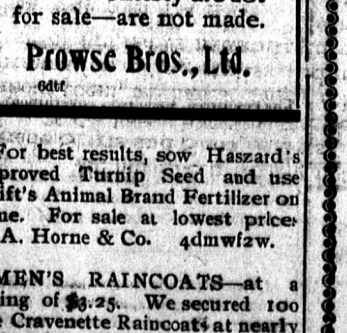 for sale—are not made.
Prowse Bros., Ltd.
6dtf
For best results, sow Haszard's
proved Turnip Seed and use
ift's Animal Brand Fertilizer on
ne. For sale at lowest prices
A. Horne & Co. 4dmwf2w.
MEN'S RAINCOATS—at a
ing of $3.25. We secured 100
Cravenette Raincoats at nearly